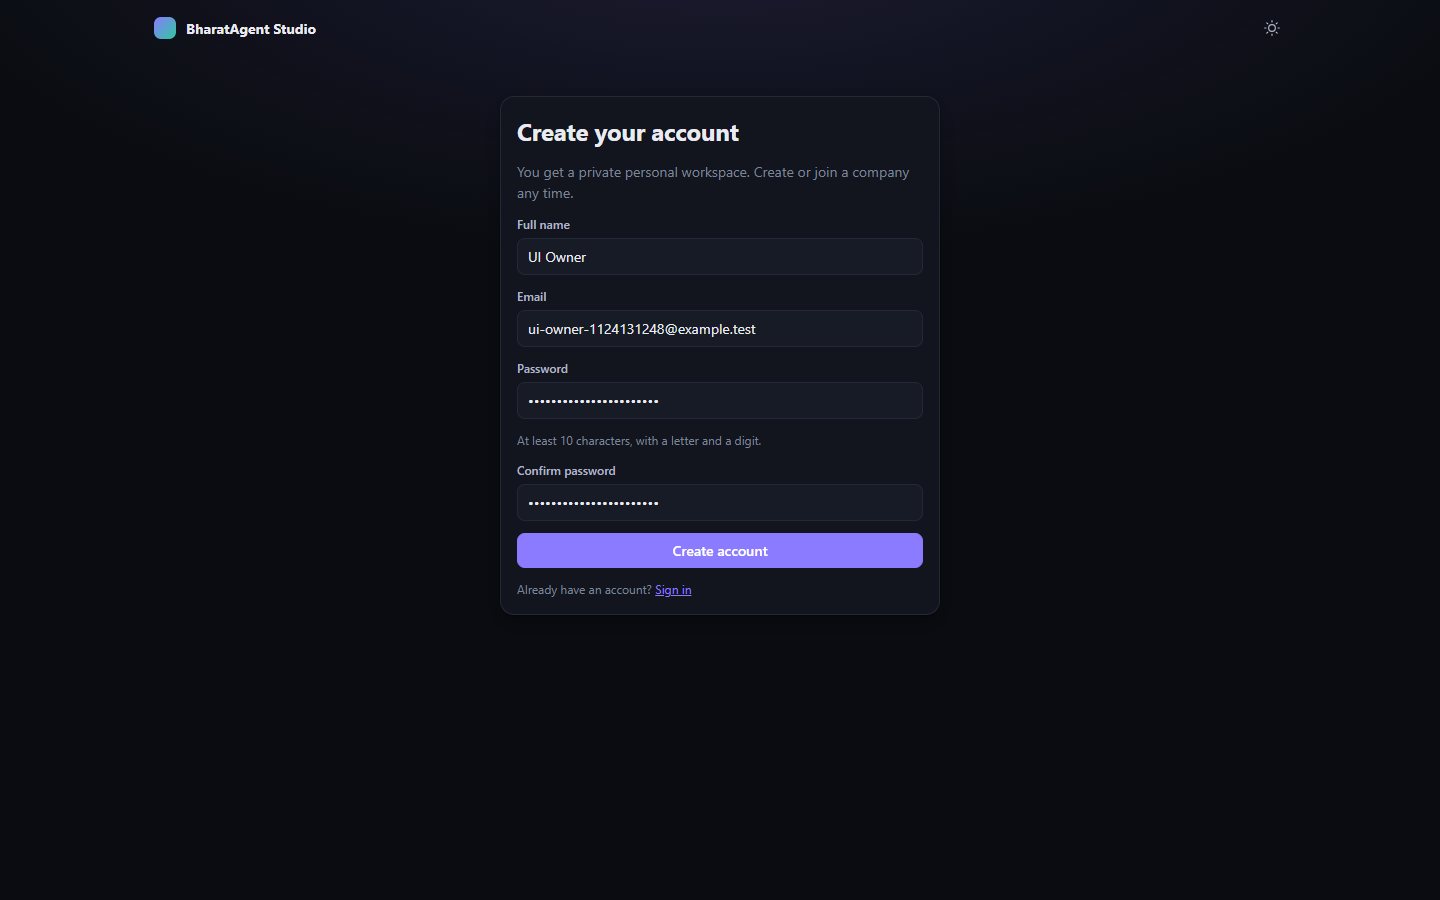 BharatAgent Studio
Create your account
You get a private personal workspace. Create or join a company
any time.
Full name
UI Owner
Email
ui-owner-1124131248@example.test
Password
•••••••••••••••••••••••
At least 10 characters, with a letter and a digit.
Confirm password
•••••••••••••••••••••••
Create account
Already have an account? Sign in